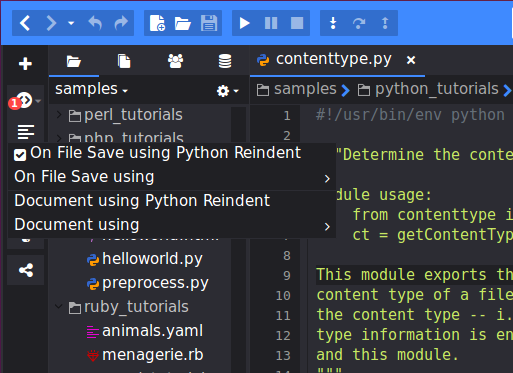 contenttype.py
samples
samples
python_tutorials
1
perl_tutorials
php_tutorials
On File Save using Python Reindent
On File Save using
Document using Python Reindent
Document using
helloworld.py
preprocess.py
ruby_tutorials
animals.yaml
menagerie.rb
1 #!/usr/bin/env python
2
"Determine the conte
dule usage:
from contenttype i
ct = getContentTyp
8
9 This module exports th
10 content type of a file
11 the content type -- i.
12 type information is en
13 and this module.
"""